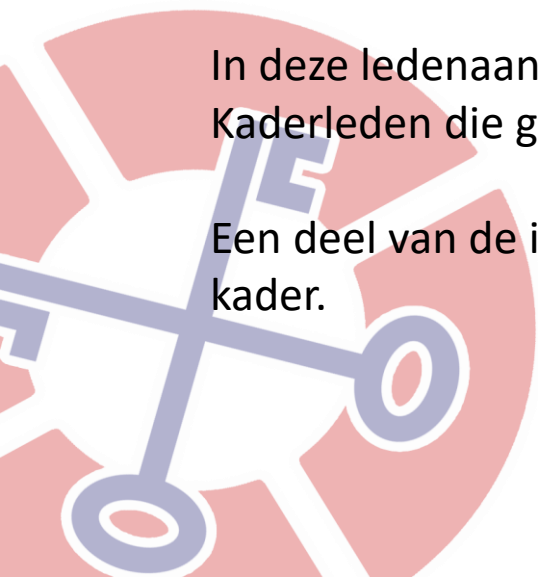 In deze ledenaan
Kaderleden die g
Een deel van de i
kader.